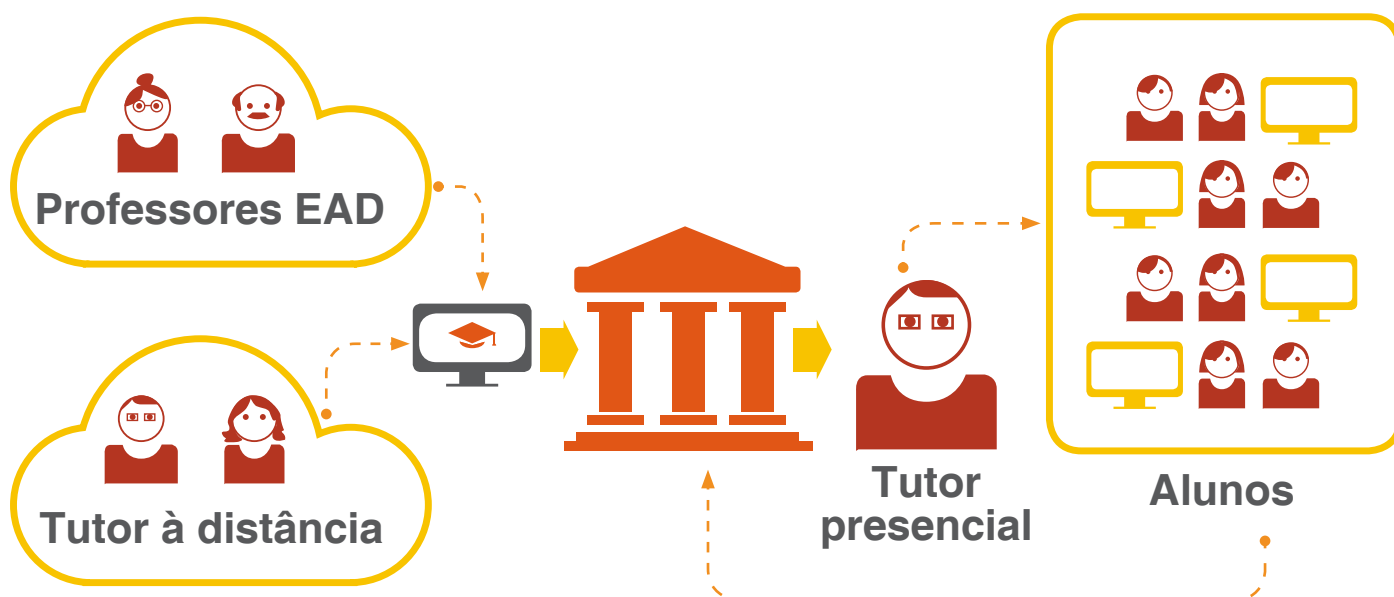 Professores EAD
Tutor à distância
Tutor
presencial
Alunos